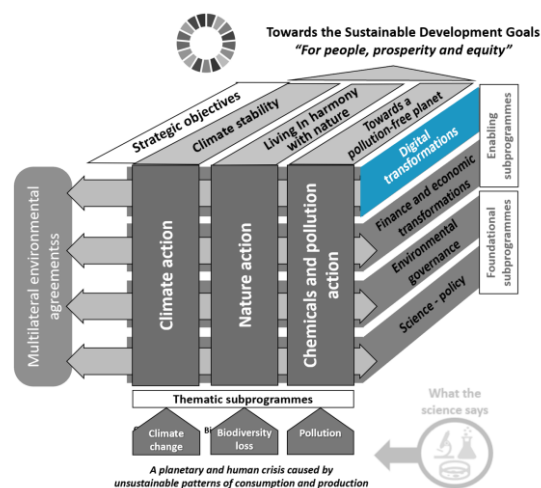 Towards the Sustainable Development Goals
“For people, prosperity and equity”
Strategic objectives
Climate stability
Living In harmony
with nature
Towards a
pollution-free planet
Digital
transformations
Finance and economic
transformations
Environmental
governance
Science - policy
Enabling
subprogrammes
Foundational
subprogrammes
Multilateral environmental
agreementss
Climate action
Nature action
Chemicals and pollution
action
Thematic subprogrammes
Climate
change
Biodiversity
loss
Pollution
What the
science says
A planetary and human crisis caused by
unsustainable patterns of consumption and production